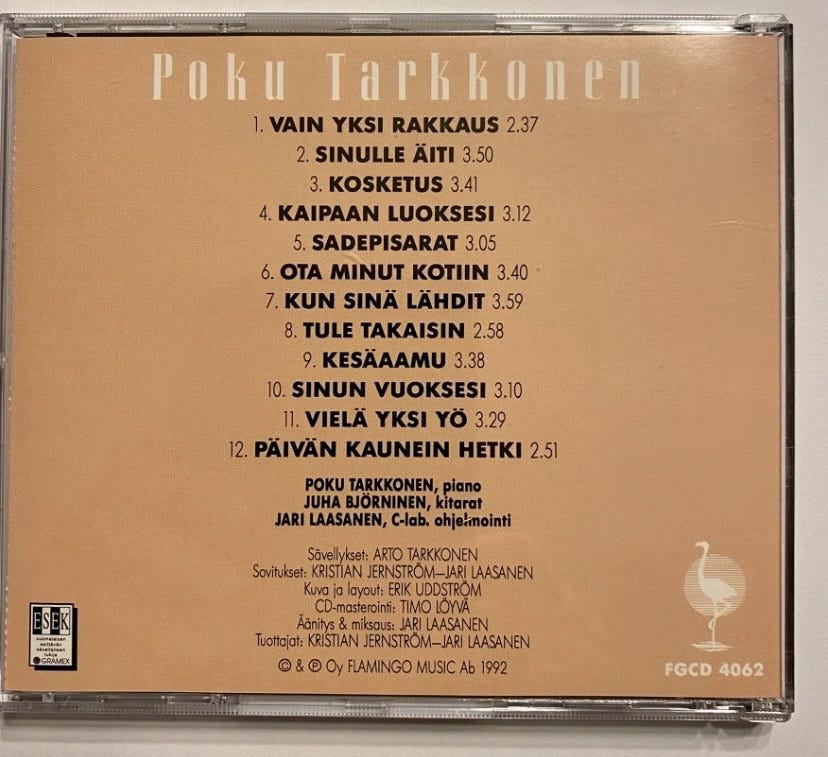 Poku Tarkkonen
1. VAIN YKSI RAKKAUS 2.37
2. SINULLE ÄITI 3.50
3. KOSKETUS 3.41
4. KAIPAAN LUOKSESI 3.12
5. SADEPISARAT 3.05
6. OTA MINUT KOTIIN 3.40
7. KUN SINÄ LÄHDIT 3.59
8. TULE TAKAISIN 2.58
9. KESÄAAMU 3.38
10. SINUN VUOKSESI 3.10
11. VIELÄ YKSI YÖ 3.29
12. PÄIVÄN KAUNEIN HETKI 2.51
POKU TARKKONEN, piano
JUHA BJÖRNINEN, kitarat
JARI LAASANEN, C-lab. ohjelmointi
Sävellykset: ARTO TARKKONEN
Sovitukset: KRISTIAN JERNSTRÖM—JARI LAASANEN
Kuva ja layout: ERIK UDDSTRÖM
CD-masterointi: TIMO LÖYVÄ
Äänitys & miksaus: JARI LAASANEN
Tuottajat: KRISTIAN JERNSTRÖM—JARI LAASANEN
© & ℗ Oy FLAMINGO MUSIC Ab 1992
ESEK
suomalaisen
esittävän
säveltaiteen
tukija
GRAMEX
FGCD 4062